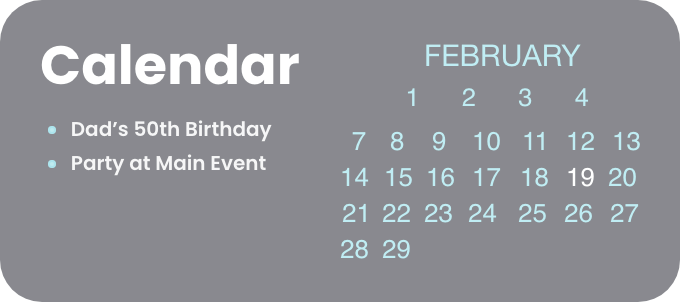 Calendar
Dad’s 50th Birthday
Party at Main Event
FEBRUARY
1 2 3 4
7 8 9 10 11 12 13
14 15 16 17 18 19 20
21 22 23 24 25 26 27
28 29